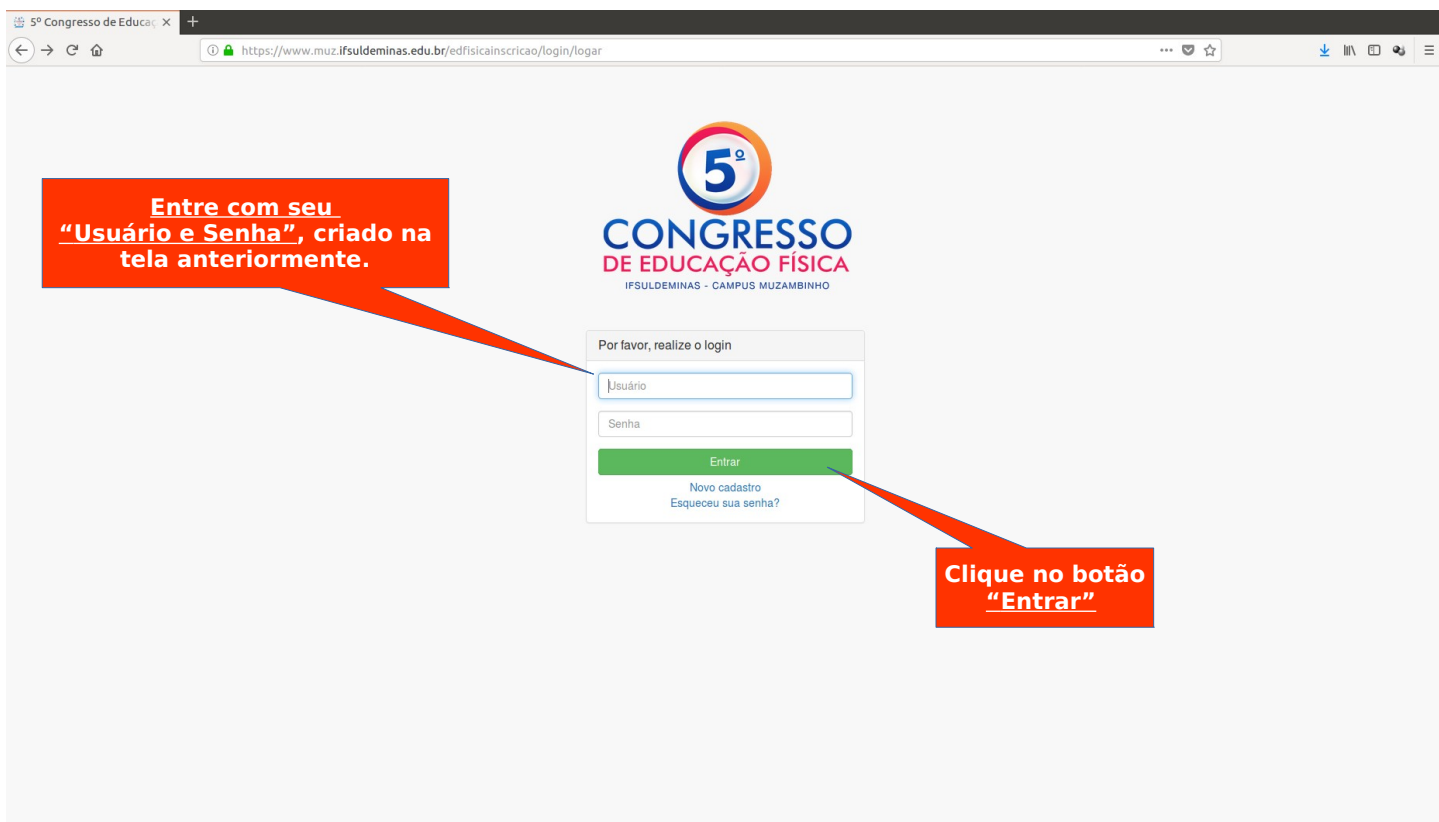 5º Congresso de Educaç
https://www.muz.ifsuldeminas.edu.br/edfisicainscricao/login/logar
5º
CONGRESSO
DE EDUCAÇÃO FÍSICA
IFSULDEMINAS - CAMPUS MUZAMBINHO
Entre com seu
“Usuário e Senha”, criado na
tela anteriormente.
Por favor, realize o login
Usuário
Senha
Entrar
Novo cadastro
Esqueceu sua senha?
Clique no botão
“Entrar”